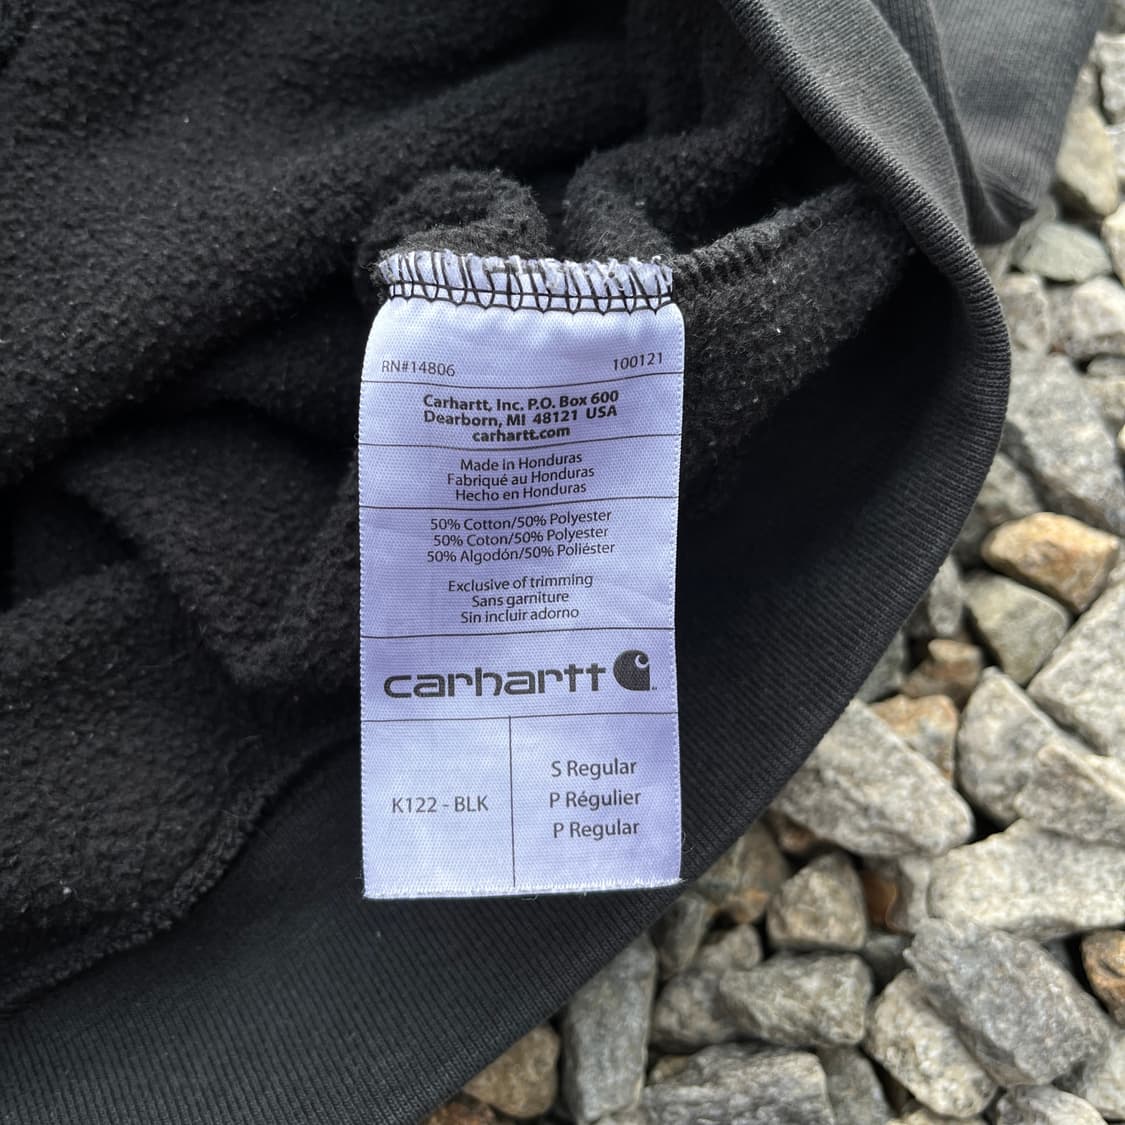 RN#14806 100121
Carhartt, Inc. P.O. Box 600
Dearborn, MI 48121 USA
carhartt.com
Made in Honduras
Fabriqué au Honduras
Hecho en Honduras
50% Cotton/50% Polyester
50% Coton/50% Polyester
50% Algodón/50% Poliéster
Exclusive of trimming
Sans garniture
Sin incluir adorno
carhartt
K122 - BLK
S Regular
P Régulier
P Regular